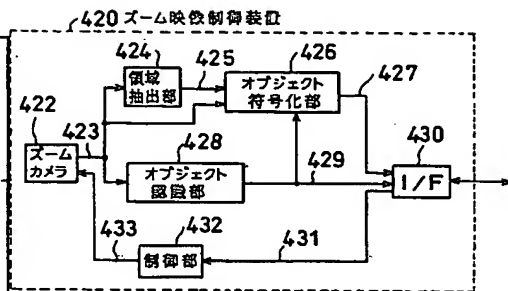 420 ズーム映像制御装置
424
425
426
427
領域
抽出部
オブジェクト
符号化部
422
423
ズーム
カメラ
428
429
430
オブジェクト
認識部
I/F
433
432
431
制御部